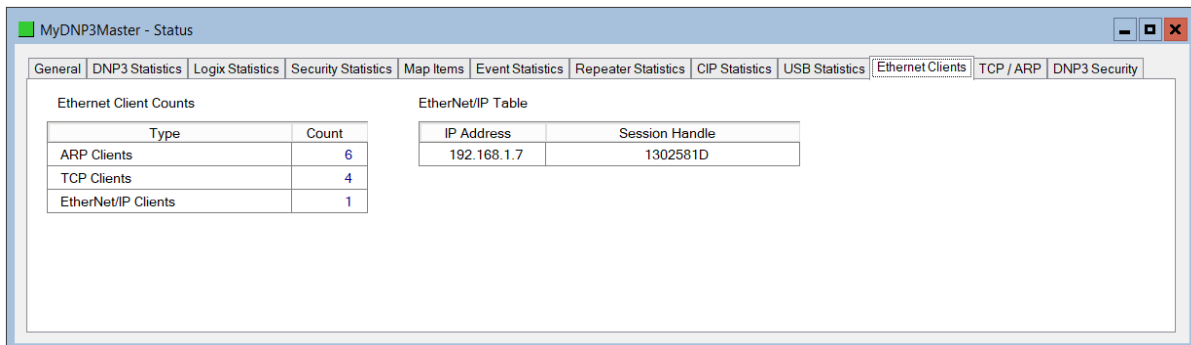 MyDNP3Master - Status
General DNP3 Statistics Logix Statistics Security Statistics Map Items Event Statistics Repeater Statistics CIP Statistics USB Statistics Ethernet Clients TCP / ARP DNP3 Security
Ethernet Client Counts
Type Count
ARP Clients 6
TCP Clients 4
EtherNet/IP Clients 1
EtherNet/IP Table
IP Address Session Handle
192.168.1.7 1302581D